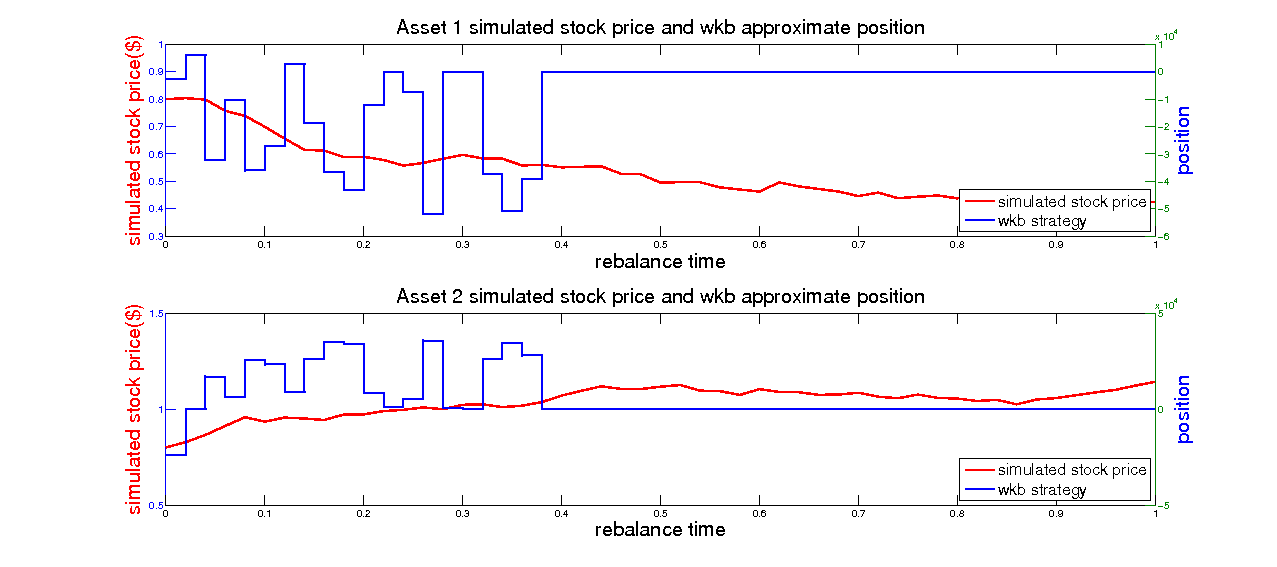 Asset 1 simulated stock price and wkb approximate position
x 10^4
simulated stock price($)
1
0.9
0.8
0.7
0.6
0.5
0.4
0.3
1
0
−1
−2
−3
−4
−5
−6
position
simulated stock price
wkb strategy
0 0.1 0.2 0.3 0.4 0.5 0.6 0.7 0.8 0.9 1
rebalance time
Asset 2 simulated stock price and wkb approximate position
x 10^4
simulated stock price($)
1.5
1
0.5
5
0
−5
position
simulated stock price
wkb strategy
0 0.1 0.2 0.3 0.4 0.5 0.6 0.7 0.8 0.9 1
rebalance time